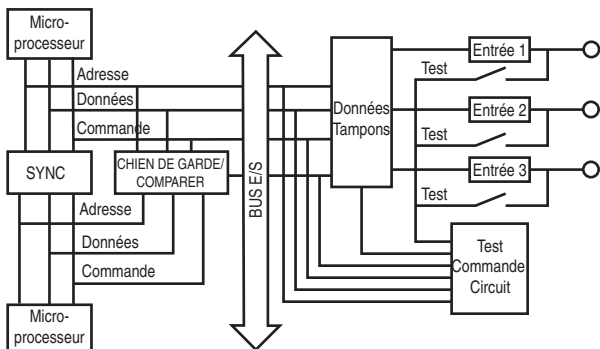 Micro-
processeur
Adresse
Données
Commande
SYNC
CHIEN DE GARDE/
COMPARER
Adresse
Données
Commande
Micro-
processeur
BUS E/S
Données
Tampons
Entrée 1
Test
Entrée 2
Test
Entrée 3
Test
Test
Commande
Circuit